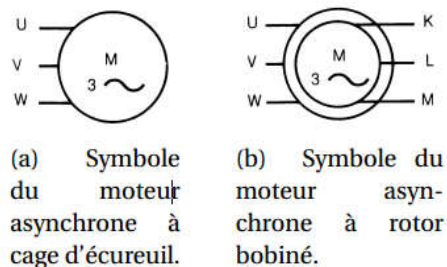 U
V
W
M
3
U
V
W
M
3
K
L
M
(a) Symbole
du moteur
asynchrone à
cage d'écureuil.
(b) Symbole du
moteur asyn-
chrone à rotor
bobiné.